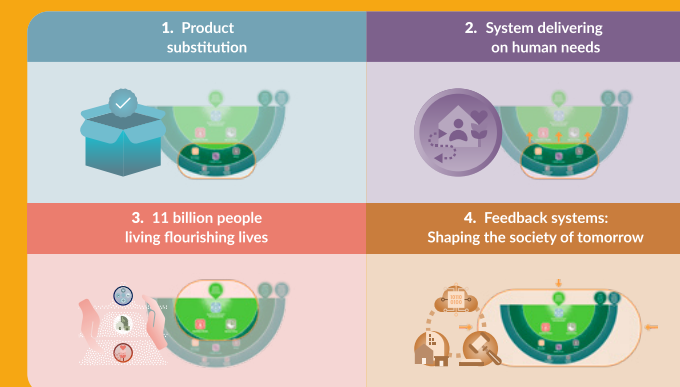 1. Product
substitution
2. System delivering
on human needs
3. 11 billion people
living flourishing lives
4. Feedback systems:
Shaping the society of tomorrow